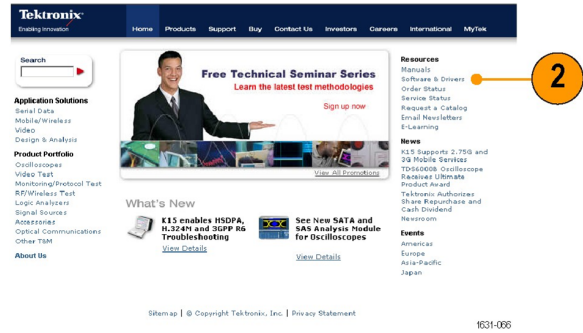 Tektronix
Enabling Innovation
Home Products Support Buy Contact Us Investors Careers International MyTek
Search
Application Solutions
Serial Data
Mobile/Wireless
Video
Design & Analysis
Product Portfolio
Oscilloscopes
Video Test
Monitoring/Protocol Test
RF/Wireless Test
Logic Analyzers
Signal Sources
Accessories
Optical Communications
Other T&M
About Us
Free Technical Seminar Series
Learn the latest test methodologies
Sign up now
View All Promotions
What's New
K15 enables HSDPA,
H.324M and 3GPP R6
Troubleshooting
View Details
See New SATA and
SAS Analysis Module
for Oscilloscopes
View Details
Resources
Manuals
Software & Drivers
Order Status
Service Status
Request a Catalog
Email Newsletters
E-Learning
News
K15 Supports 2.75G and
3G Mobile Services
TDS6000B Oscilloscope
Receives Ultimate
Product Award
Tektronix Authorizes
Share Repurchase and
Cash Dividend
Newsroom
Events
Americas
Europe
Asia-Pacific
Japan
2
Sitemap | © Copyright Tektronix, Inc. | Privacy Statement
1631-066